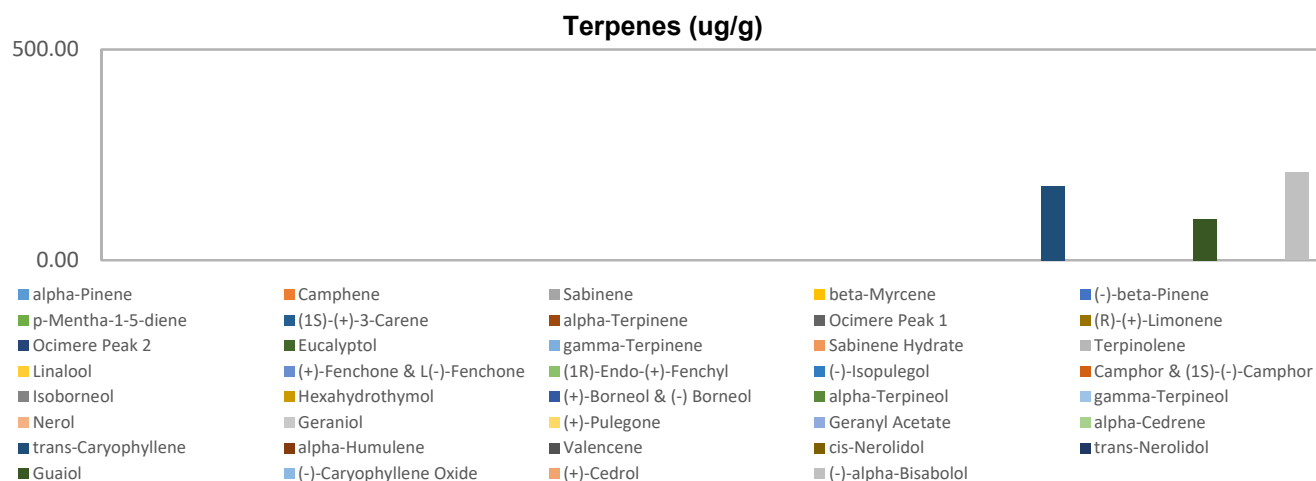 Terpenes (ug/g)
500.00
0.00
alpha-Pinene Camphene Sabinene beta-Myrcene (-)-beta-Pinene
p-Mentha-1-5-diene (1S)-(+)-3-Carene alpha-Terpinene Ocimere Peak 1 (R)-(+)-Limonene
Ocimere Peak 2 Eucalyptol gamma-Terpinene Sabinene Hydrate Terpinolene
Linalool (+)-Fenchone & L(-)-Fenchone (1R)-Endo-(+)-Fenchyl (-)-Isopulegol Camphor & (1S)-(-)-Camphor
Isoborneol Hexahydrothymol (+)-Borneol & (-) Borneol alpha-Terpineol gamma-Terpineol
Nerol Geraniol (+)-Pulegone Geranyl Acetate alpha-Cedrene
trans-Caryophyllene alpha-Humulene Valencene cis-Nerolidol trans-Nerolidol
Guaiol (-)-Caryophyllene Oxide (+)-Cedrol (-)-alpha-Bisabolol